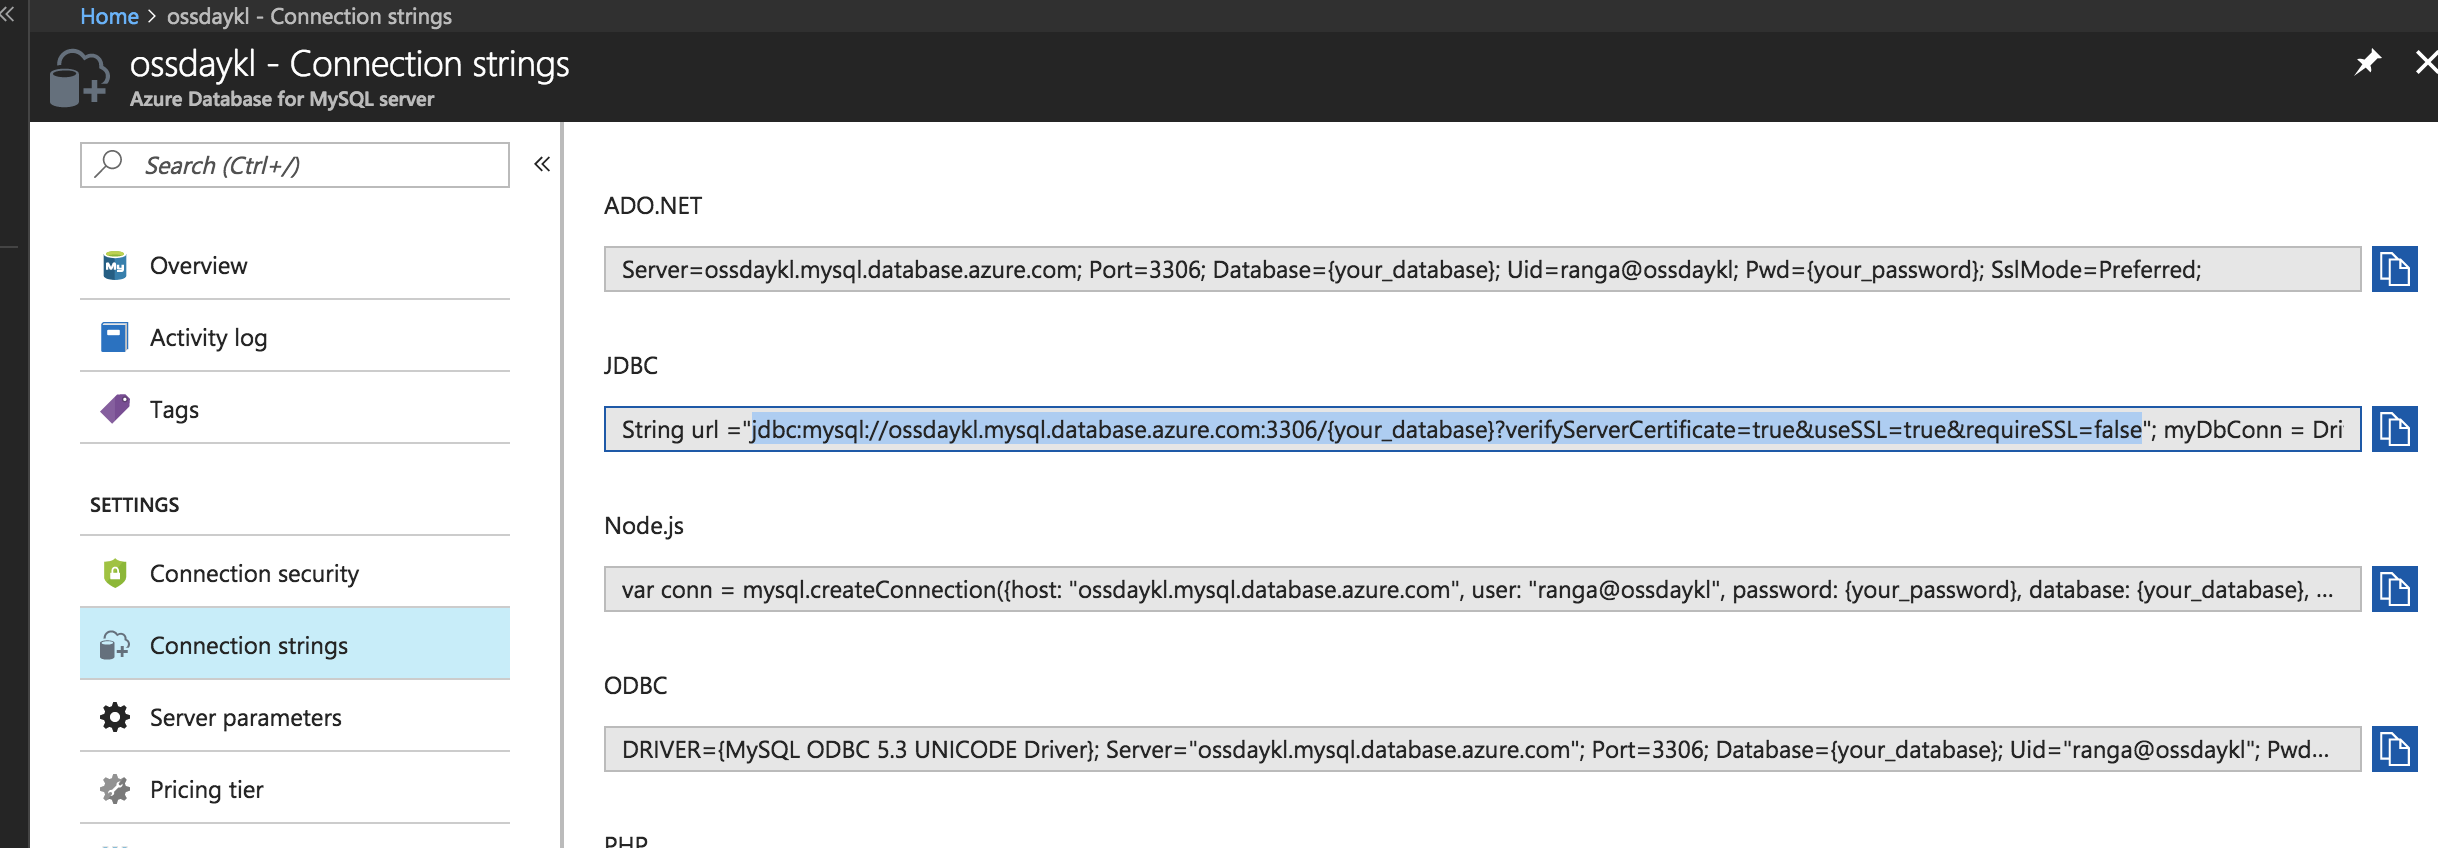 Home > ossdaykl - Connection strings
ossdaykl - Connection strings
Azure Database for MySQL server
Search (Ctrl+/)
Overview
Activity log
Tags
SETTINGS
Connection security
Connection strings
Server parameters
Pricing tier
ADO.NET
Server=ossdaykl.mysql.database.azure.com; Port=3306; Database={your_database}; Uid=ranga@ossdaykl; Pwd={your_password}; SslMode=Preferred;
JDBC
String url ="jdbc:mysql://ossdaykl.mysql.database.azure.com:3306/{your_database}?verifyServerCertificate=true&useSSL=true&requireSSL=false"; myDbConn = Dri
Node.js
var conn = mysql.createConnection({host: "ossdaykl.mysql.database.azure.com", user: "ranga@ossdaykl", password: {your_password}, database: {your_database}, ...
ODBC
DRIVER={MySQL ODBC 5.3 UNICODE Driver}; Server="ossdaykl.mysql.database.azure.com"; Port=3306; Database={your_database}; Uid="ranga@ossdaykl"; Pwd...
PHP